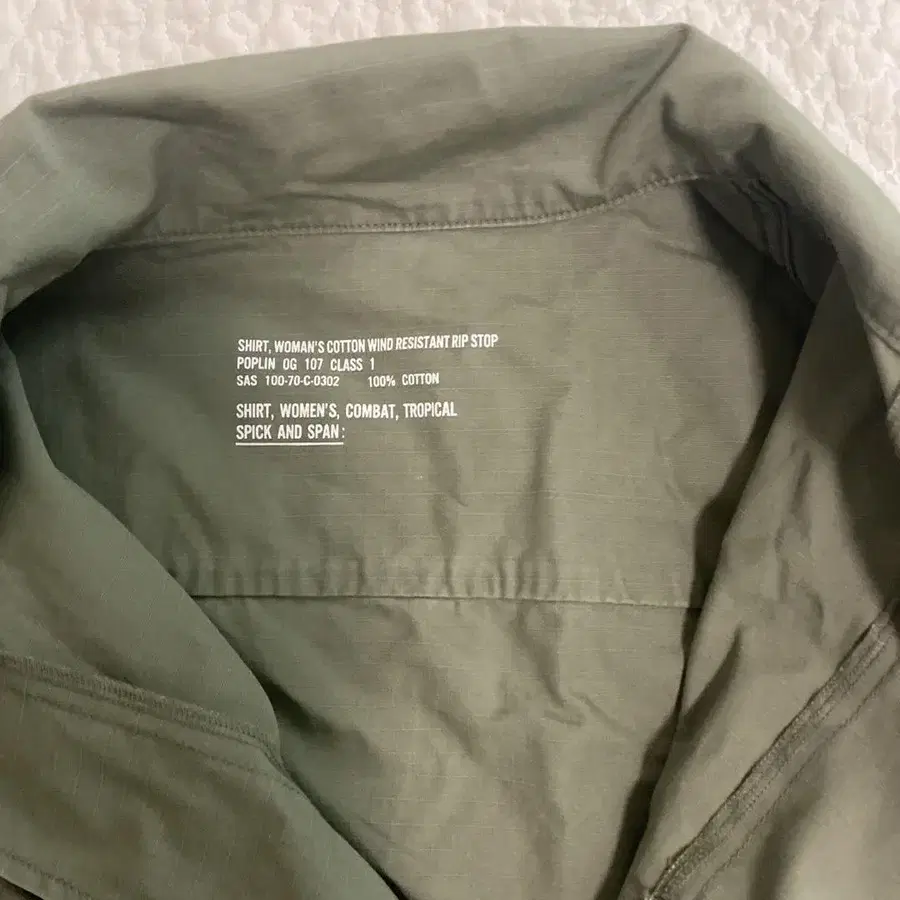 SHIRT, WOMAN'S COTTON WIND RESISTANT RIP STOP
POPLIN OG 107 CLASS 1
SAS 100-70-C-0302 100% COTTON
SHIRT, WOMEN'S, COMBAT, TROPICAL
SPICK AND SPAN: